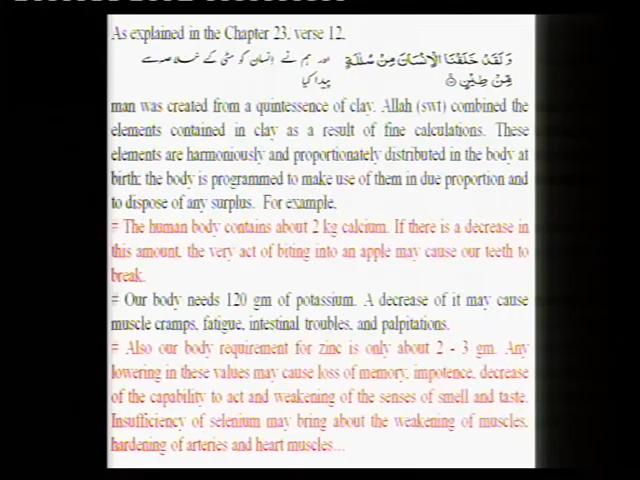 As explained in the Chapter 23, verse 12,
وَلَقَدۡ خَلَقۡنَا الۡاِنۡسَانَ مِنۡ سُلٰلَةٍ اور ہم نے انسان کو مٹی کے خلاصہ سے
مِّنۡ طِيۡنٍ‌ۚ پیدا کیا
man was created from a quintessence of clay. Allah (swt) combined the
elements contained in clay as a result of fine calculations. These
elements are harmoniously and proportionately distributed in the body at
birth; the body is programmed to make use of them in due proportion and
to dispose of any surplus. For example,
= The human body contains about 2 kg calcium. If there is a decrease in
this amount, the very act of biting into an apple may cause our teeth to
break.
= Our body needs 120 gm of potassium. A decrease of it may cause
muscle cramps, fatigue, intestinal troubles, and palpitations.
= Also our body requirement for zinc is only about 2 - 3 gm. Any
lowering in these values may cause loss of memory, impotence, decrease
of the capability to act and weakening of the senses of smell and taste.
Insufficiency of selenium may bring about the weakening of muscles,
hardening of arteries and heart muscles...